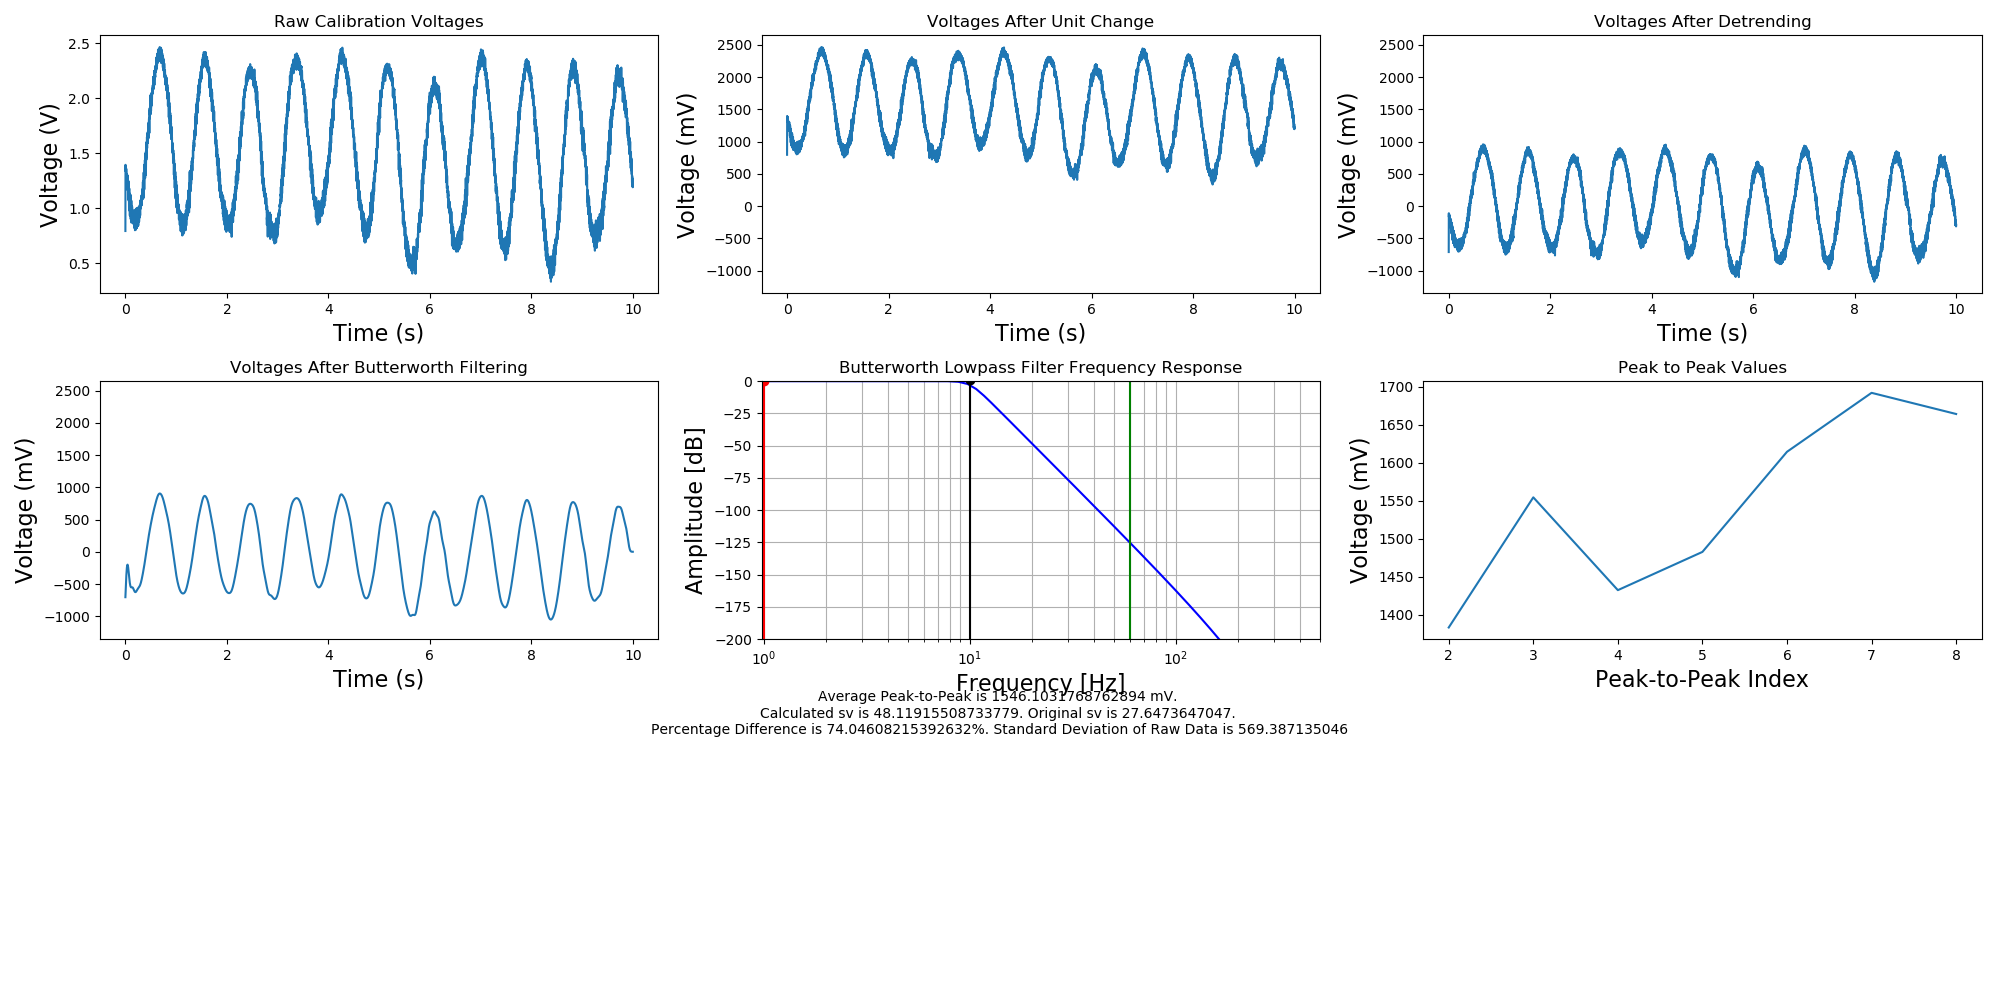 Raw Calibration Voltages
Voltage (V)
2.5
2.0
1.5
1.0
0.5
0 2 4 6 8 10
Time (s)
Voltages After Unit Change
Voltage (mV)
2500
2000
1500
1000
500
0
−500
−1000
0 2 4 6 8 10
Time (s)
Voltages After Detrending
Voltage (mV)
2500
2000
1500
1000
500
0
−500
−1000
0 2 4 6 8 10
Time (s)
Voltages After Butterworth Filtering
Voltage (mV)
2500
2000
1500
1000
500
0
−500
−1000
0 2 4 6 8 10
Time (s)
Butterworth Lowpass Filter Frequency Response
Amplitude [dB]
0
−25
−50
−75
−100
−125
−150
−175
−200
10⁰ 10¹ 10²
Frequency [Hz]
Peak to Peak Values
Voltage (mV)
1700
1650
1600
1550
1500
1450
1400
2 3 4 5 6 7 8
Peak-to-Peak Index
Average Peak-to-Peak is 1546.1031768762894 mV.
Calculated sv is 48.11915508733779. Original sv is 27.6473647047.
Percentage Difference is 74.04608215392632%. Standard Deviation of Raw Data is 569.387135046